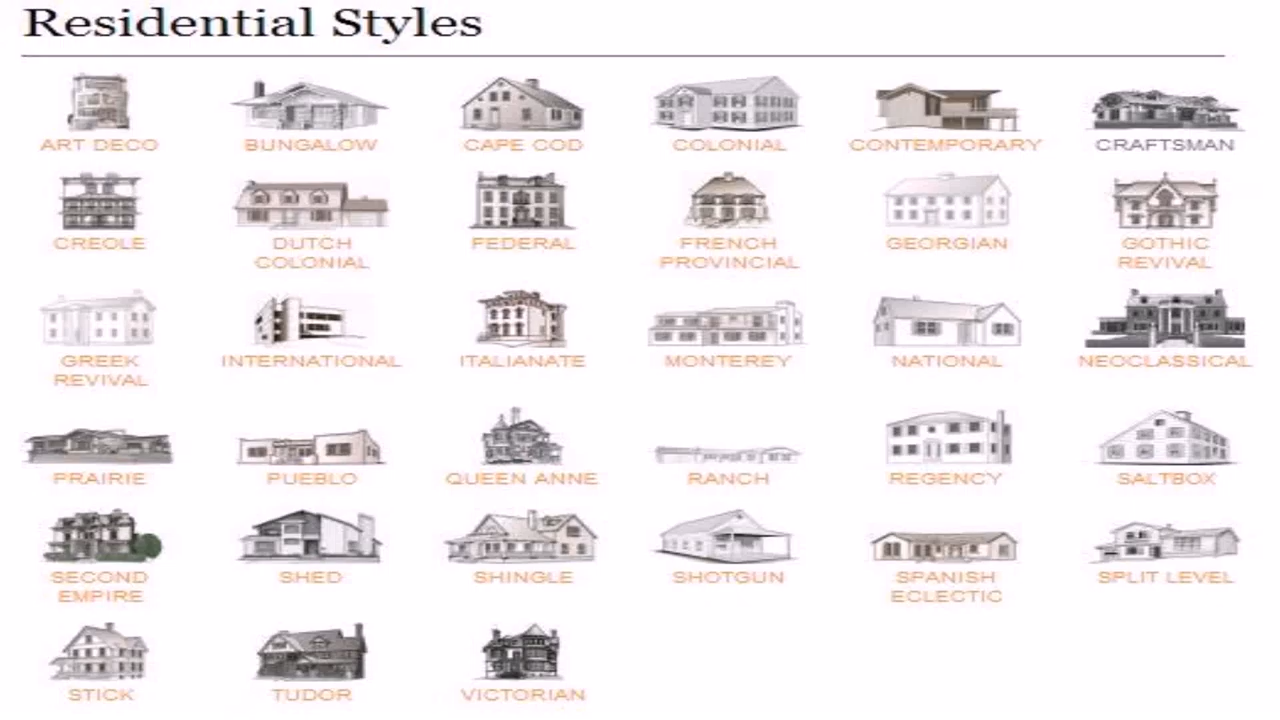 Residential Styles
ART DECO
BUNGALOW
CAPE COD
COLONIAL
CONTEMPORARY
CRAFTSMAN
CREOLE
DUTCH
COLONIAL
FEDERAL
FRENCH
PROVINCIAL
GEORGIAN
GOTHIC
REVIVAL
GREEK
REVIVAL
INTERNATIONAL
ITALIANATE
MONTEREY
NATIONAL
NEOCLASSICAL
PRAIRIE
PUEBLO
QUEEN ANNE
RANCH
REGENCY
SALTBOX
SECOND
EMPIRE
SHED
SHINGLE
SHOTGUN
SPANISH
ECLECTIC
SPLIT LEVEL
STICK
TUDOR
VICTORIAN